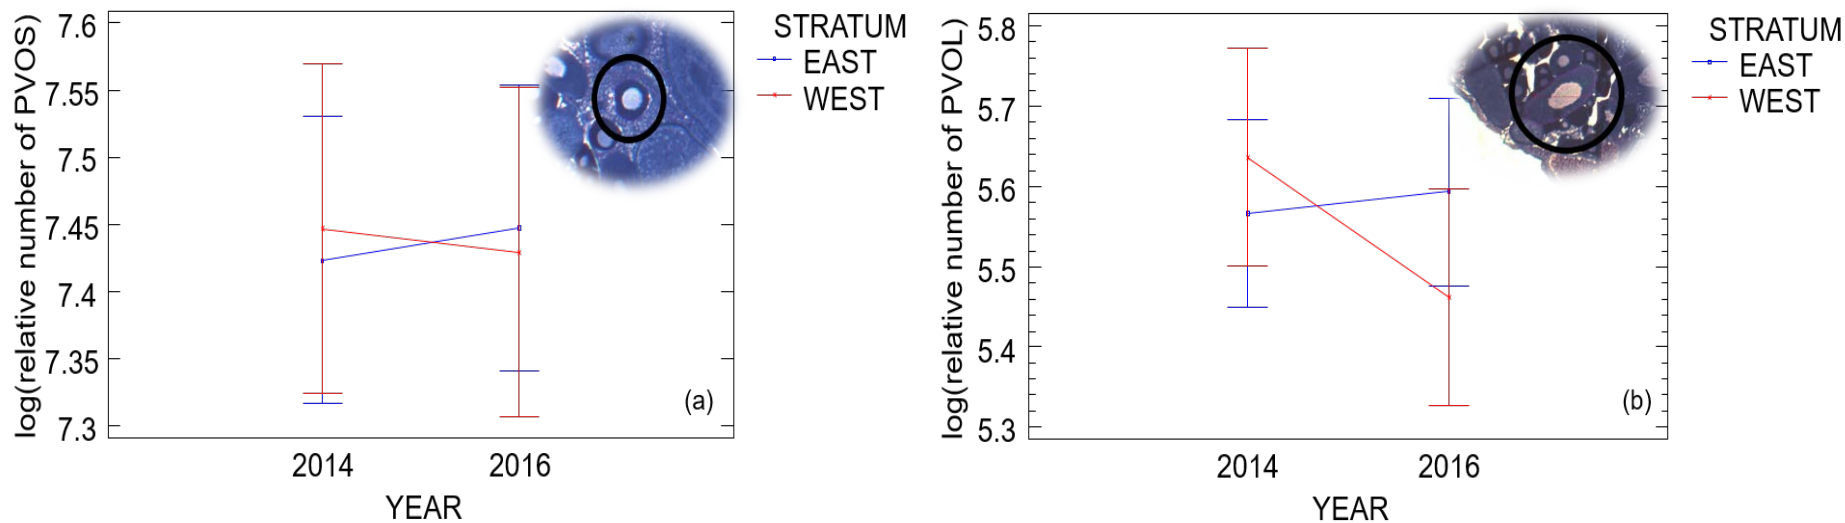 log(relative number of PVOS)
7.6
7.55
7.5
7.45
7.4
7.35
7.3
2014
2016
YEAR
STRATUM
EAST
WEST
(a)
log(relative number of PVOL)
5.8
5.7
5.6
5.5
5.4
5.3
2014
2016
YEAR
STRATUM
EAST
WEST
(b)